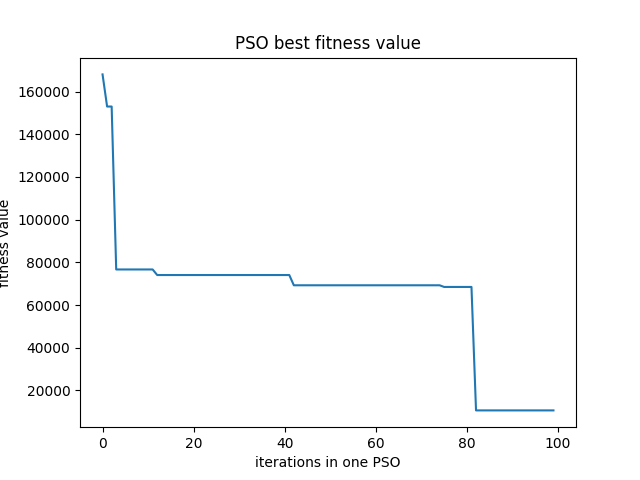 PSO best fitness value
fitness value
160000
140000
120000
100000
80000
60000
40000
20000
0 20 40 60 80 100
iterations in one PSO